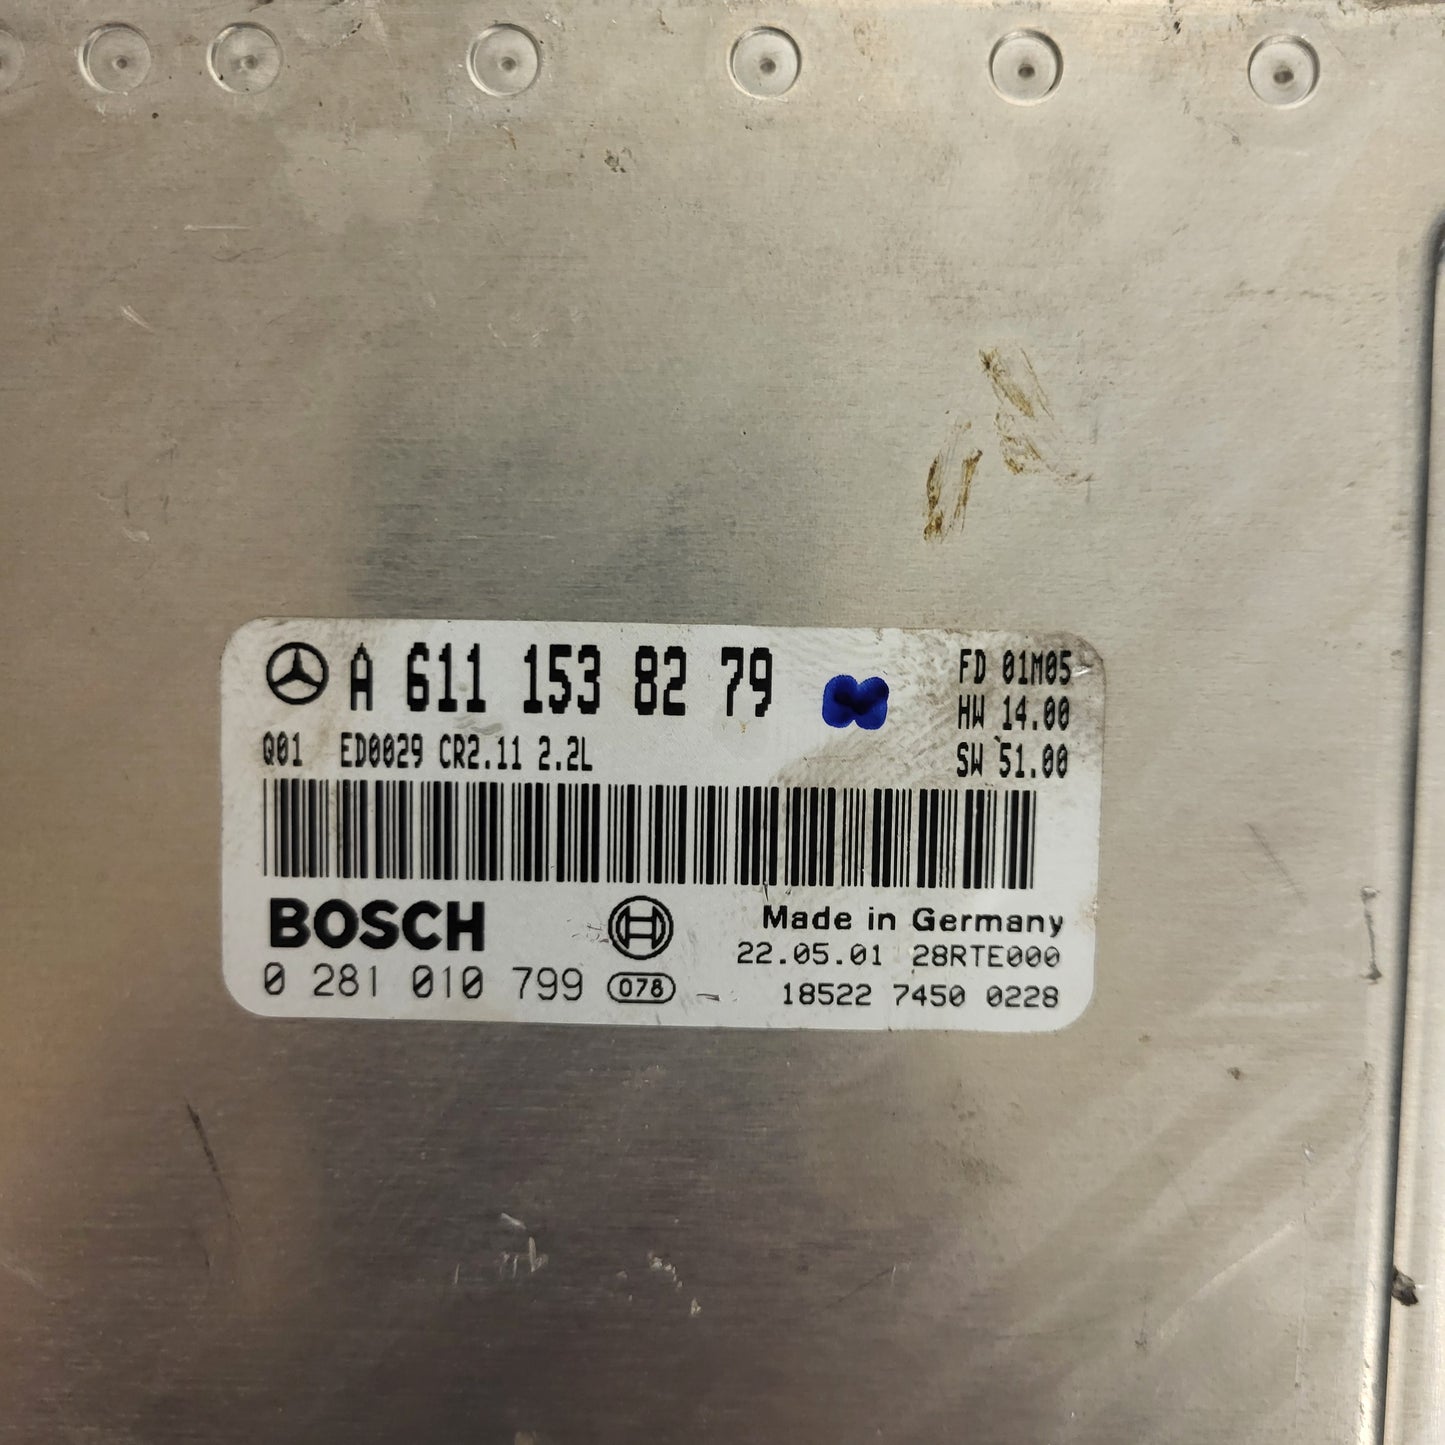 A 611 153 82 79
FD 01M05
HW 14.00
SW 51.00
Q01 ED0029 CR2.11 2.2L
BOSCH
Made in Germany
22.05.01 28RTE000
0 281 010 799 078
18522 7450 0228